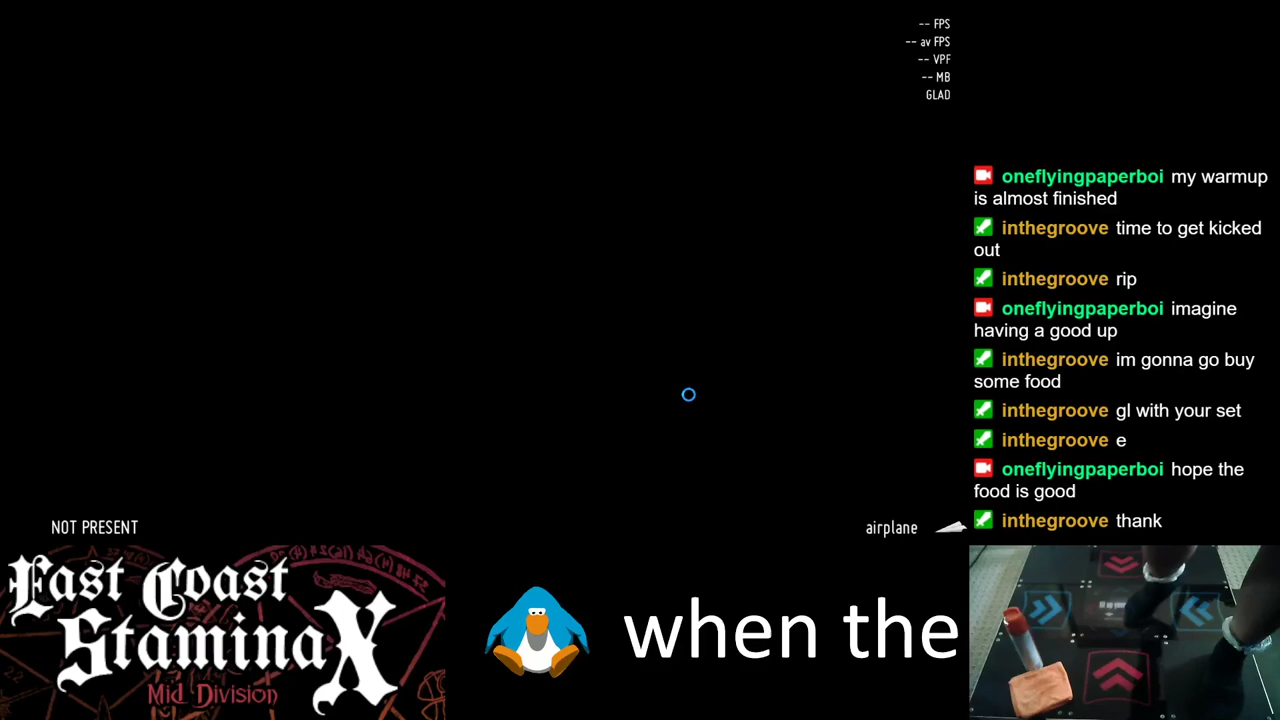 -- FPS
-- av FPS
-- VPF
-- MB
GLAD
oneflyingpaperboi my warmup
is almost finished
inthegroove time to get kicked
out
inthegroove rip
oneflyingpaperboi imagine
having a good up
inthegroove im gonna go buy
some food
inthegroove gl with your set
inthegroove e
oneflyingpaperboi hope the
food is good
inthegroove thank
NOT PRESENT
airplane
East Coast
StaminaX
Mid Division
when the